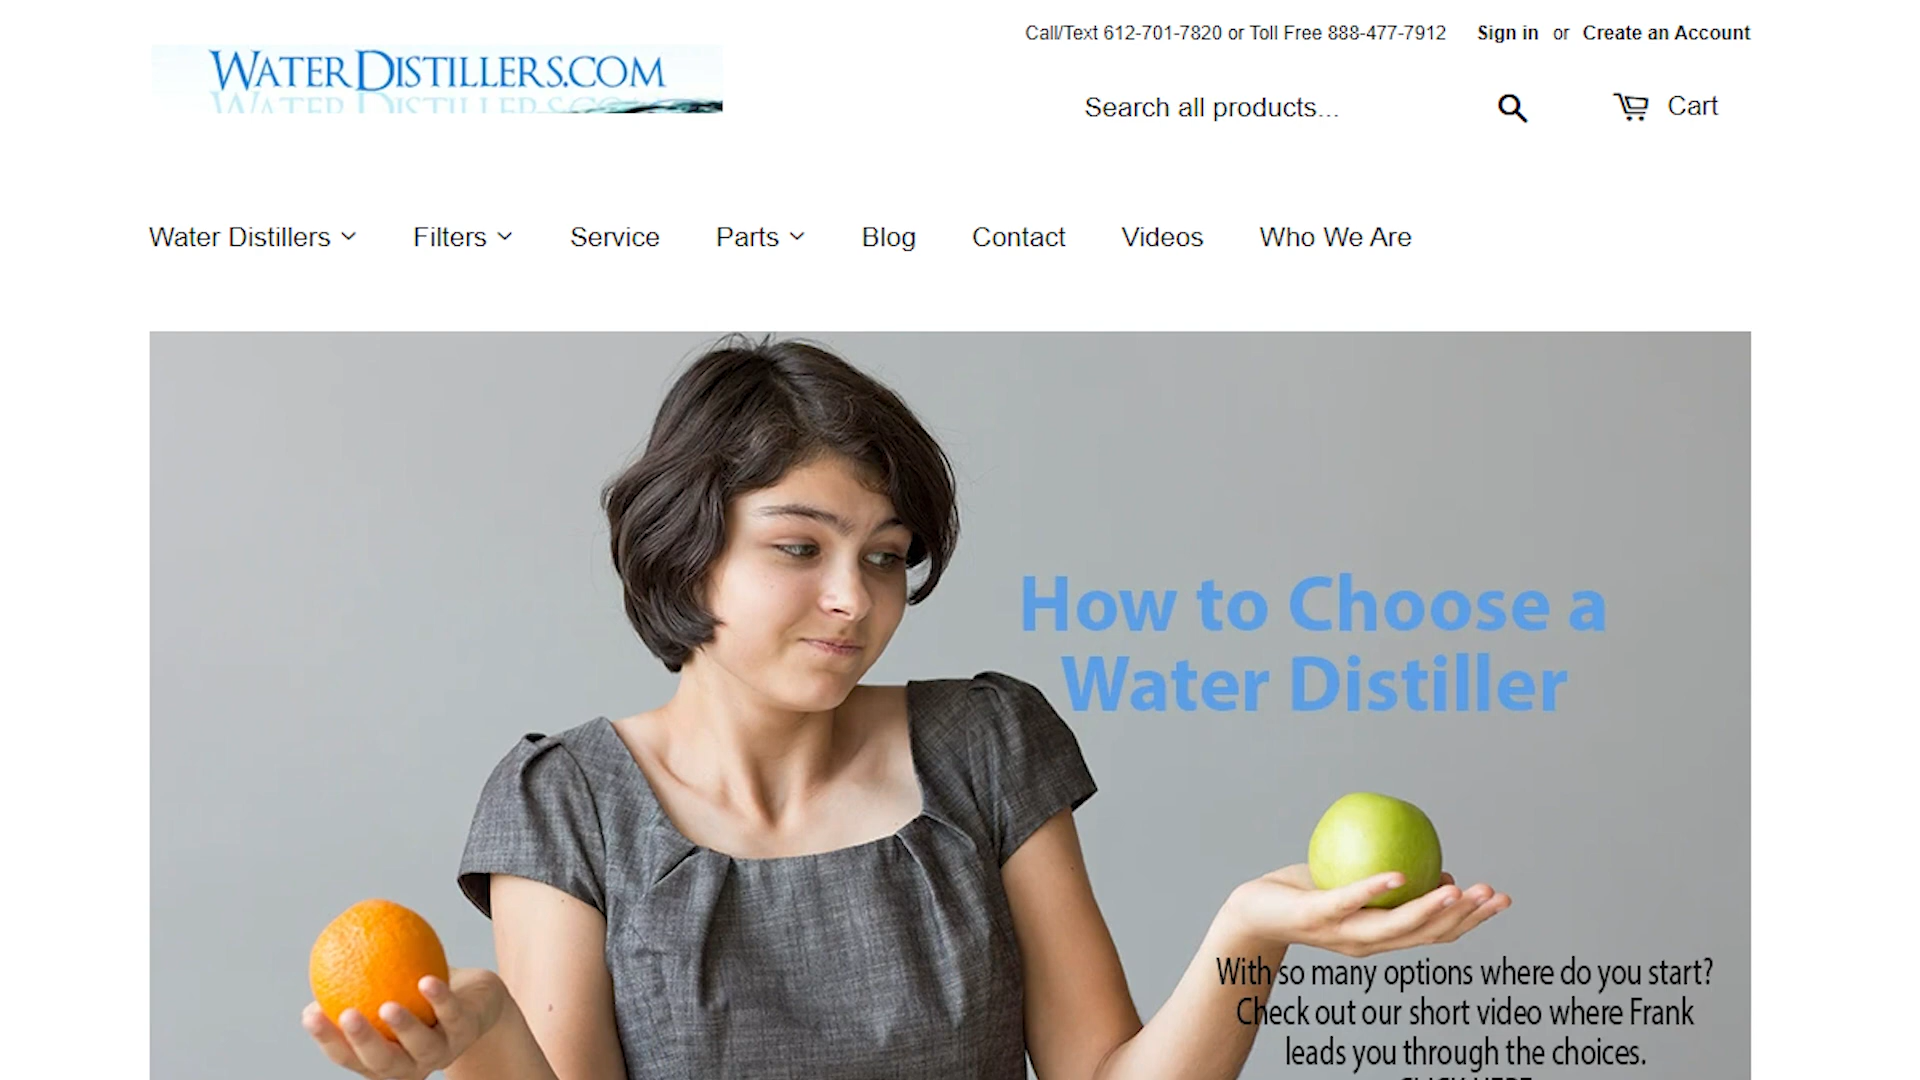 Call/Text 612-701-7820 or Toll Free 888-477-7912 Sign in or Create an Account
WATERDISTILLERS.COM
Search all products... Cart
Water Distillers Filters Service Parts Blog Contact Videos Who We Are
How to Choose a
Water Distiller
With so many options where do you start?
Check out our short video where Frank
leads you through the choices.
CLICK HERE